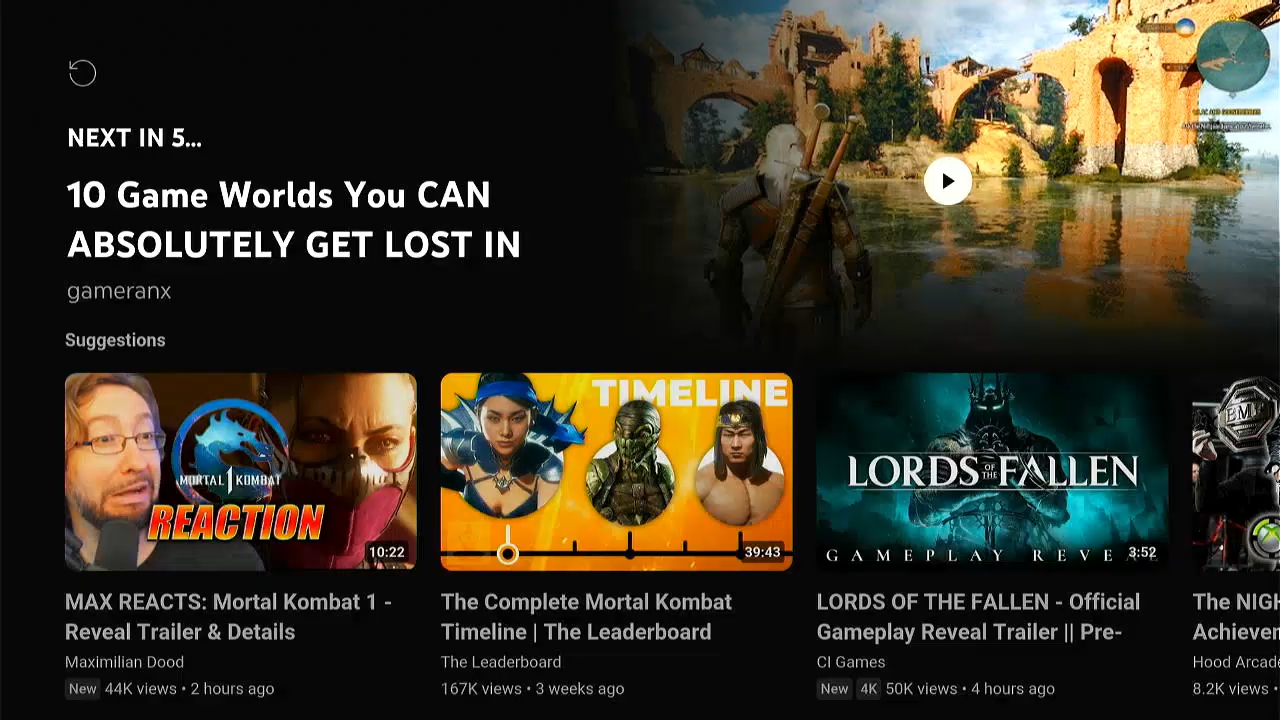 NEXT IN 5...
10 Game Worlds You CAN
ABSOLUTELY GET LOST IN
gameranx
Suggestions
MORTAL 1 KOMBAT
REACTION
10:22
TIMELINE
39:43
LORDS OF THE FALLEN
GAMEPLAY REVE
3:52
MAX REACTS: Mortal Kombat 1 -
Reveal Trailer & Details
Maximilian Dood
New 44K views • 2 hours ago
The Complete Mortal Kombat
Timeline | The Leaderboard
The Leaderboard
167K views • 3 weeks ago
LORDS OF THE FALLEN - Official
Gameplay Reveal Trailer || Pre-
CI Games
New 4K 50K views • 4 hours ago
The NIGH
Achievem
Hood Arcade
8.2K views •